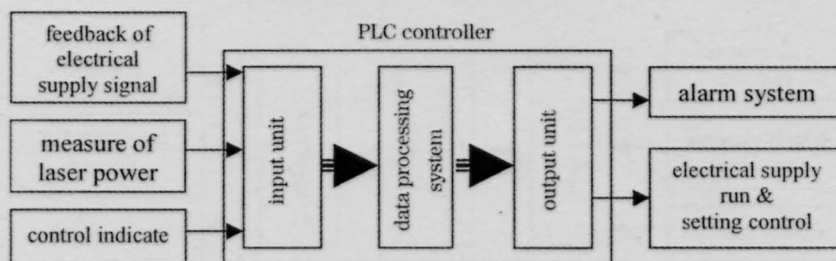 feedback of
electrical
supply signal
measure of
laser power
control indicate
PLC controller
input unit
data processing
system
output unit
alarm system
electrical supply
run &
setting control